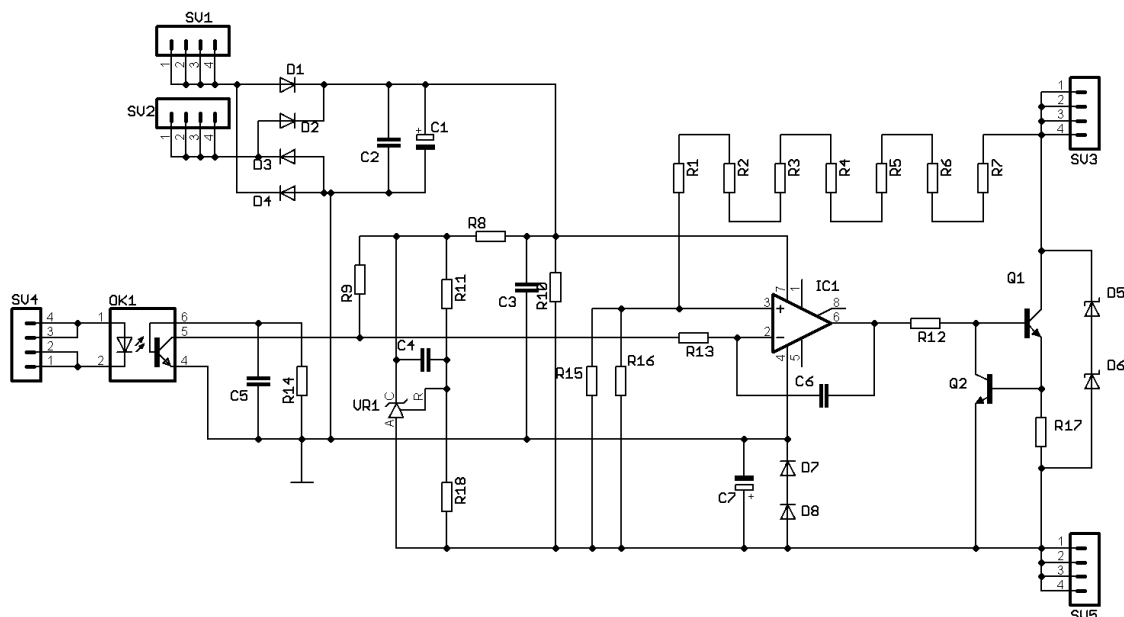 SV1
1 2 3 4
D1
SV2
1 2 3 4
D2
D3
D4
C2
+
C1
R1
R2
R3
R4
R5
R6
R7
1
2
3
4
SV3
R8
R9
R11
C3
R10
7
1
IC1
8
3
+
6
2
−
4
5
Q1
D5
SV4
4
3
2
1
OK1
1
2
6
5
4
C5
R14
C4
C
R
VR1
A
R13
R15
R16
C6
R12
Q2
D6
R17
R18
C7
+
D7
D8
1
2
3
4
SV5